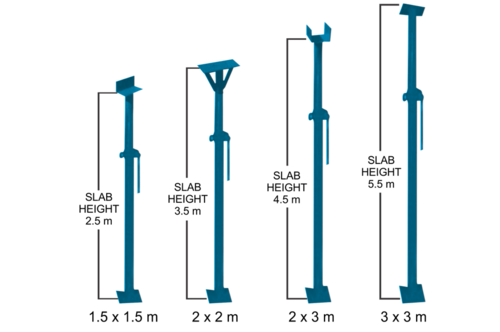 SLAB
HEIGHT
2.5 m
SLAB
HEIGHT
3.5 m
SLAB
HEIGHT
4.5 m
SLAB
HEIGHT
5.5 m
1.5 x 1.5 m
2 x 2 m
2 x 3 m
3 x 3 m